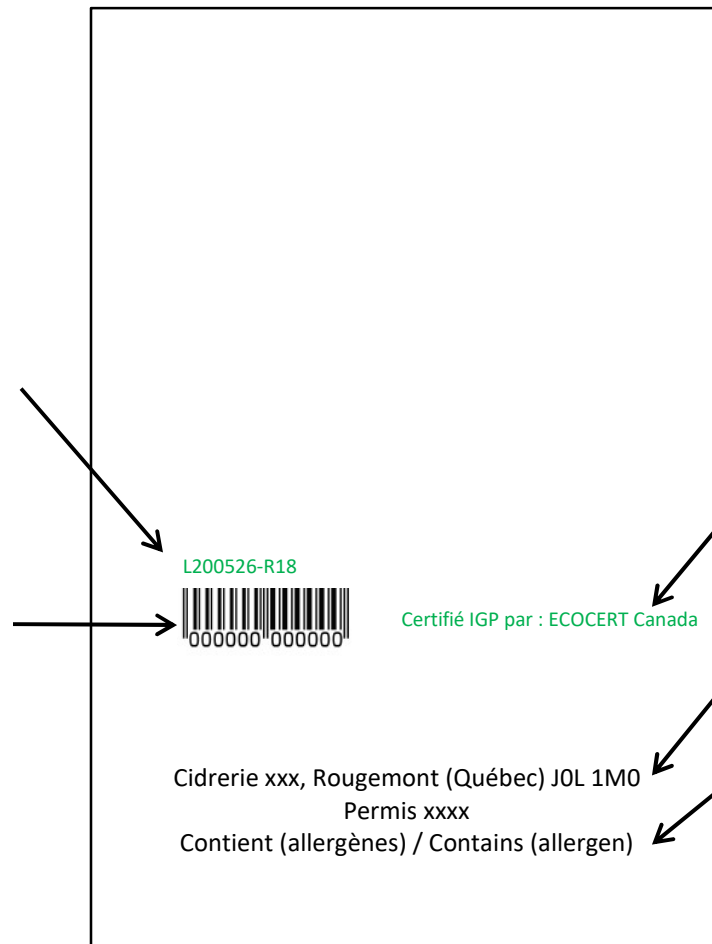 L200526-R18
000000 000000
Certifié IGP par : ECOCERT Canada
Cidrerie xxx, Rougemont (Québec) J0L 1M0
Permis xxxx
Contient (allergènes) / Contains (allergen)